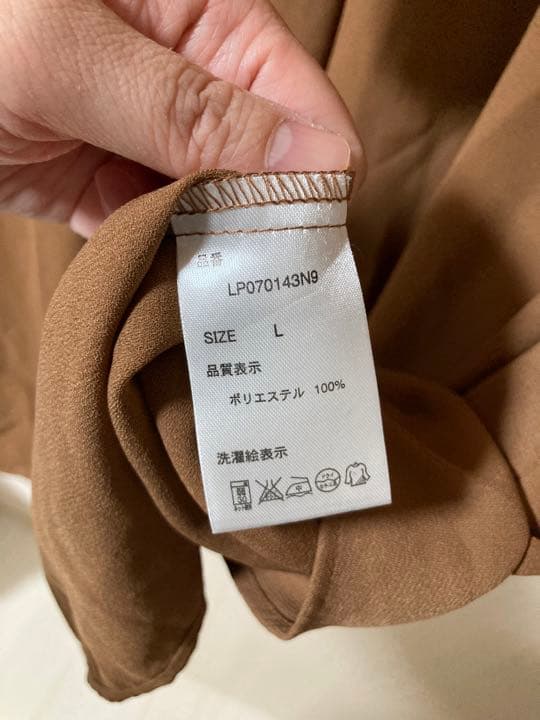 品番
LP070143N9
SIZE L
品質表示
ポリエステル 100%
洗濯絵表示
中